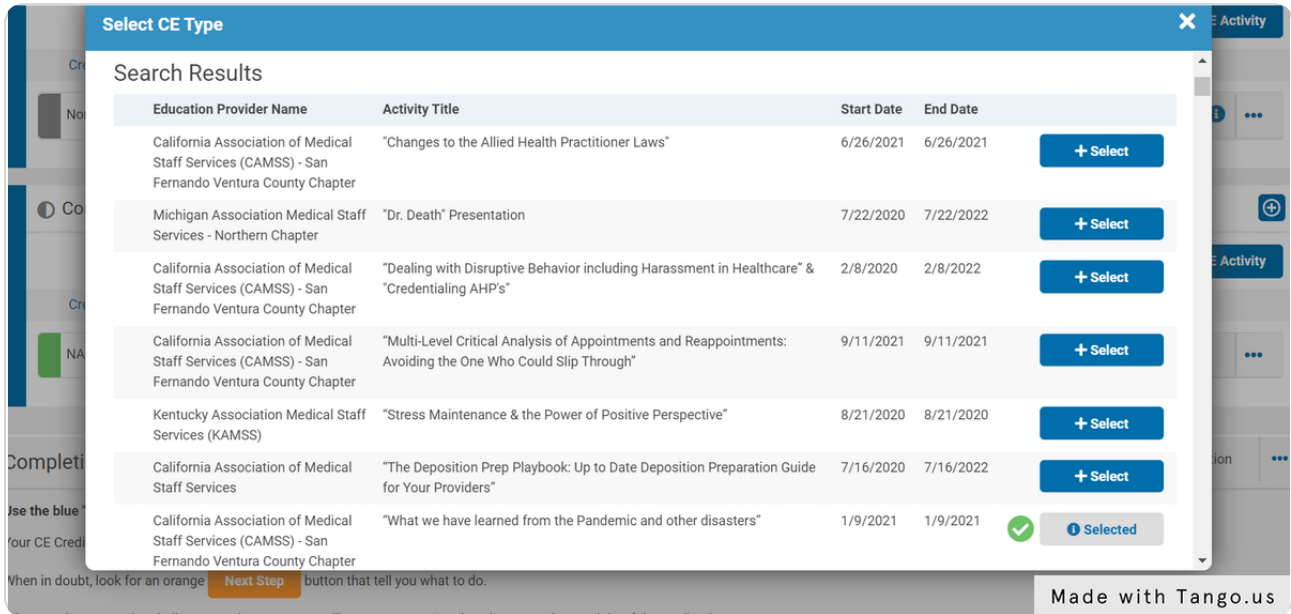 Select CE Type
E Activity
Search Results
Cre
Education Provider Name Activity Title Start Date End Date
California Association of Medical
Staff Services (CAMSS) - San
Fernando Ventura County Chapter
"Changes to the Allied Health Practitioner Laws"
6/26/2021 6/26/2021
+ Select
Michigan Association Medical Staff
Services - Northern Chapter
"Dr. Death" Presentation
7/22/2020 7/22/2022
+ Select
Co
California Association of Medical
Staff Services (CAMSS) - San
Fernando Ventura County Chapter
“Dealing with Disruptive Behavior including Harassment in Healthcare” &
"Credentialing AHP's"
2/8/2020 2/8/2022
+ Select
E Activity
Cre
California Association of Medical
Staff Services (CAMSS) - San
Fernando Ventura County Chapter
“Multi-Level Critical Analysis of Appointments and Reappointments:
Avoiding the One Who Could Slip Through”
9/11/2021 9/11/2021
+ Select
NA
Kentucky Association Medical Staff
Services (KAMSS)
“Stress Maintenance & the Power of Positive Perspective”
8/21/2020 8/21/2020
+ Select
California Association of Medical
Staff Services
“The Deposition Prep Playbook: Up to Date Deposition Preparation Guide
for Your Providers”
7/16/2020 7/16/2022
+ Select
Completi
tion
California Association of Medical
Staff Services (CAMSS) - San
Fernando Ventura County Chapter
“What we have learned from the Pandemic and other disasters”
1/9/2021 1/9/2021
Selected
Use the blue "
Your CE Credi
When in doubt, look for an orange Next Step button that tell you what to do.
Made with Tango.us